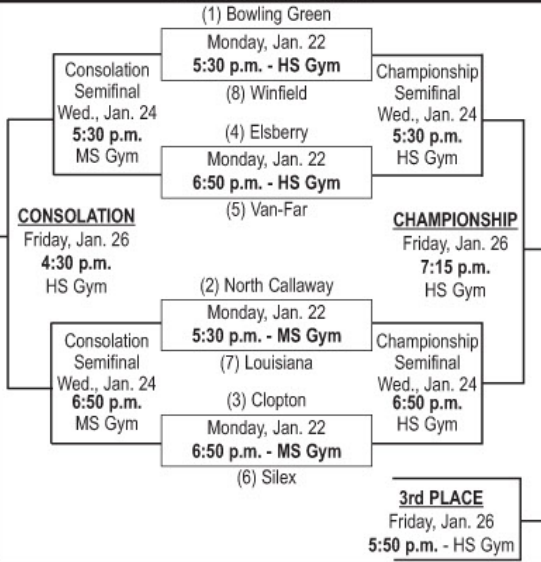 (1) Bowling Green
Monday, Jan. 22
5:30 p.m. - HS Gym
(8) Winfield
Consolation
Semifinal
Wed., Jan. 24
5:30 p.m.
MS Gym
Championship
Semifinal
Wed., Jan. 24
5:30 p.m.
HS Gym
(4) Elsberry
Monday, Jan. 22
6:50 p.m. - HS Gym
(5) Van-Far
CONSOLATION
Friday, Jan. 26
4:30 p.m.
HS Gym
CHAMPIONSHIP
Friday, Jan. 26
7:15 p.m.
HS Gym
(2) North Callaway
Monday, Jan. 22
5:30 p.m. - MS Gym
(7) Louisiana
Consolation
Semifinal
Wed., Jan. 24
6:50 p.m.
MS Gym
Championship
Semifinal
Wed., Jan. 24
6:50 p.m.
HS Gym
(3) Clopton
Monday, Jan. 22
6:50 p.m. - MS Gym
(6) Silex
3rd PLACE
Friday, Jan. 26
5:50 p.m. - HS Gym